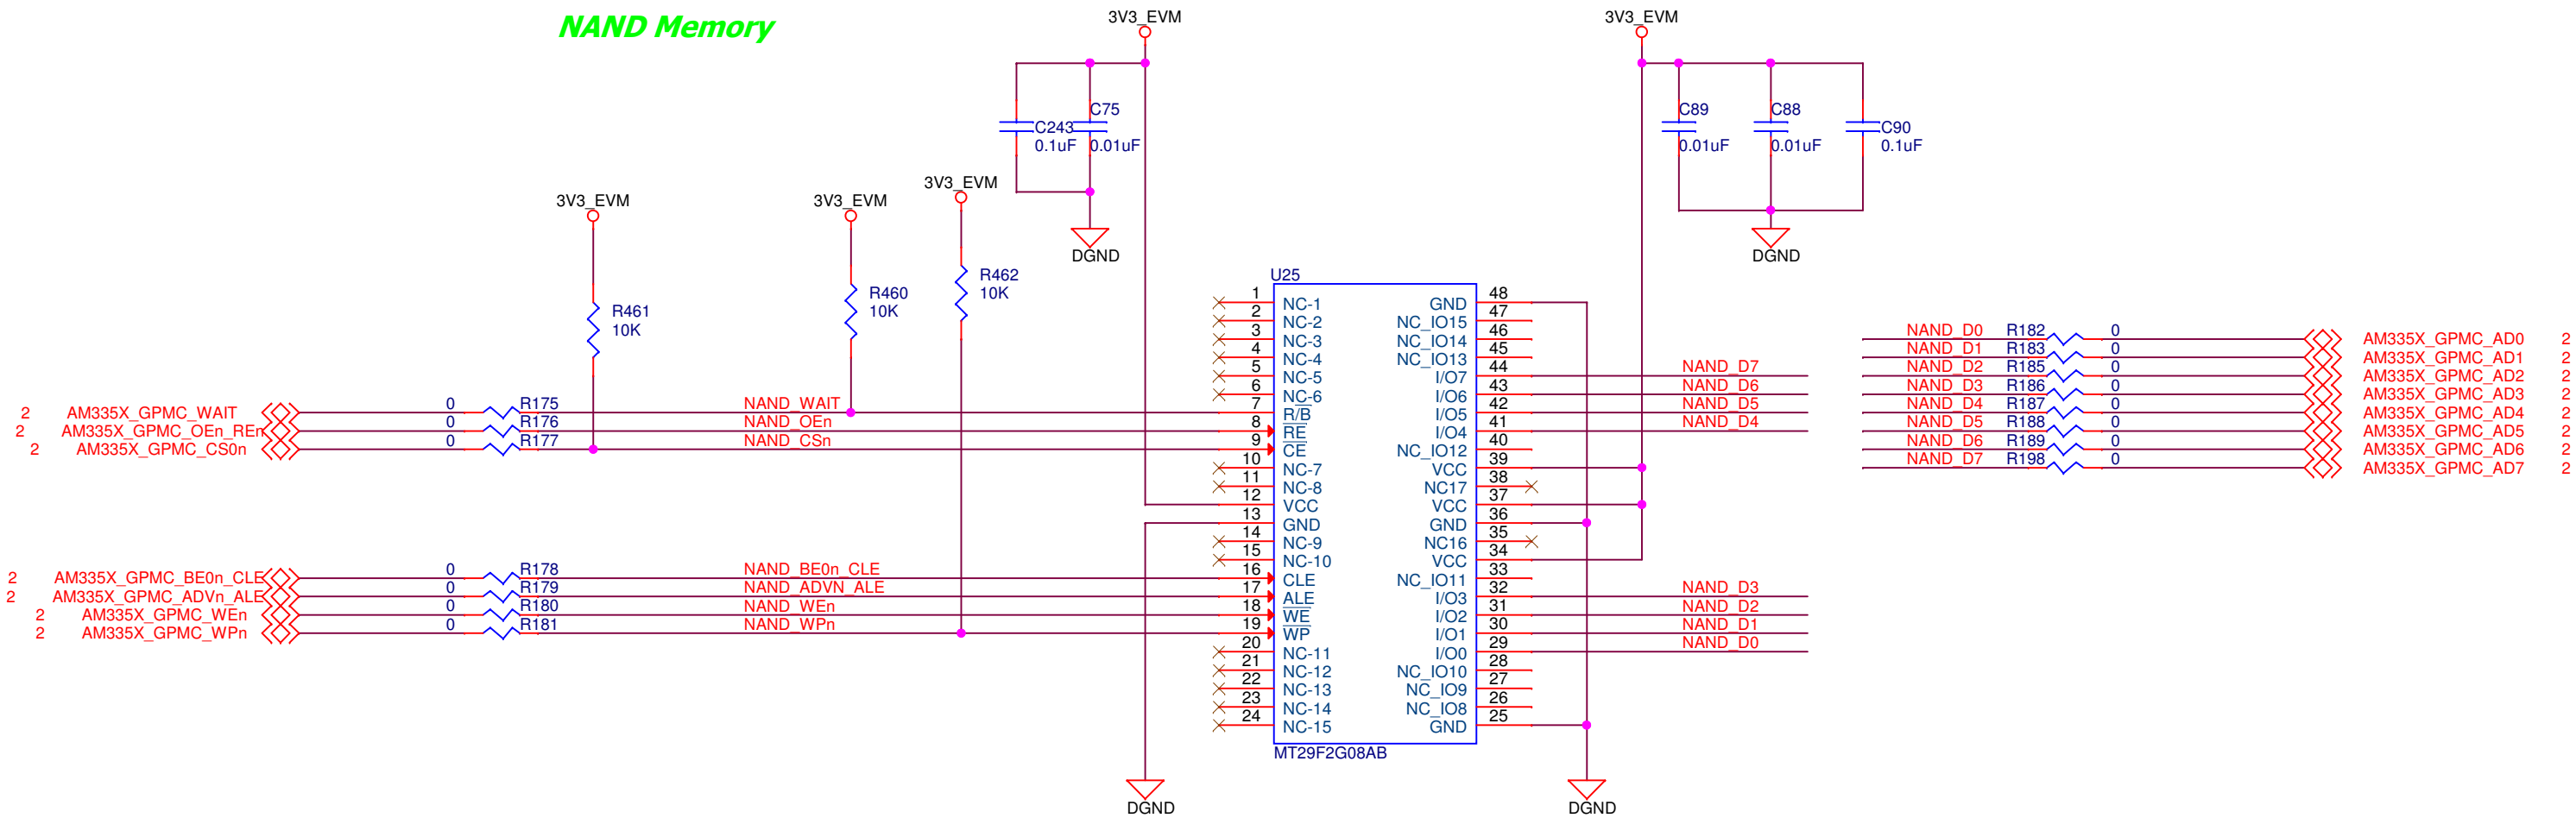 NAND Memory
3V3_EVM
3V3_EVM
C243
0.1uF
C75
0.01uF
C89
0.01uF
C88
0.01uF
C90
0.1uF
DGND
DGND
3V3_EVM
3V3_EVM
3V3_EVM
R461
10K
R460
10K
R462
10K
2 AM335X_GPMC_WAIT 0 R175 NAND_WAIT
2 AM335X_GPMC_OEn_REn 0 R176 NAND_OEn
2 AM335X_GPMC_CS0n 0 R177 NAND_CSn
2 AM335X_GPMC_BE0n_CLE 0 R178 NAND_BE0n_CLE
2 AM335X_GPMC_ADVn_ALE 0 R179 NAND_ADVN_ALE
2 AM335X_GPMC_WEn 0 R180 NAND_WEn
2 AM335X_GPMC_WPn 0 R181 NAND_WPn
U25
1 NC-1 GND 48
2 NC-2 NC_IO15 47
3 NC-3 NC_IO14 46
4 NC-4 NC_IO13 45
5 NC-5 I/O7 44 NAND_D7
6 NC-6 I/O6 43 NAND_D6
7 R/B I/O5 42 NAND_D5
8 RE I/O4 41 NAND_D4
9 CE NC_IO12 40
10 NC-7 VCC 39
11 NC-8 NC17 38
12 VCC VCC 37
13 GND GND 36
14 NC-9 NC16 35
15 NC-10 VCC 34
16 CLE NC_IO11 33
17 ALE I/O3 32 NAND_D3
18 WE I/O2 31 NAND_D2
19 WP I/O1 30 NAND_D1
20 NC-11 I/O0 29 NAND_D0
21 NC-12 NC_IO10 28
22 NC-13 NC_IO9 27
23 NC-14 NC_IO8 26
24 NC-15 GND 25
MT29F2G08AB
DGND
DGND
NAND_D0 R182 0 AM335X_GPMC_AD0 2
NAND_D1 R183 0 AM335X_GPMC_AD1 2
NAND_D2 R185 0 AM335X_GPMC_AD2 2
NAND_D3 R186 0 AM335X_GPMC_AD3 2
NAND_D4 R187 0 AM335X_GPMC_AD4 2
NAND_D5 R188 0 AM335X_GPMC_AD5 2
NAND_D6 R189 0 AM335X_GPMC_AD6 2
NAND_D7 R198 0 AM335X_GPMC_AD7 2